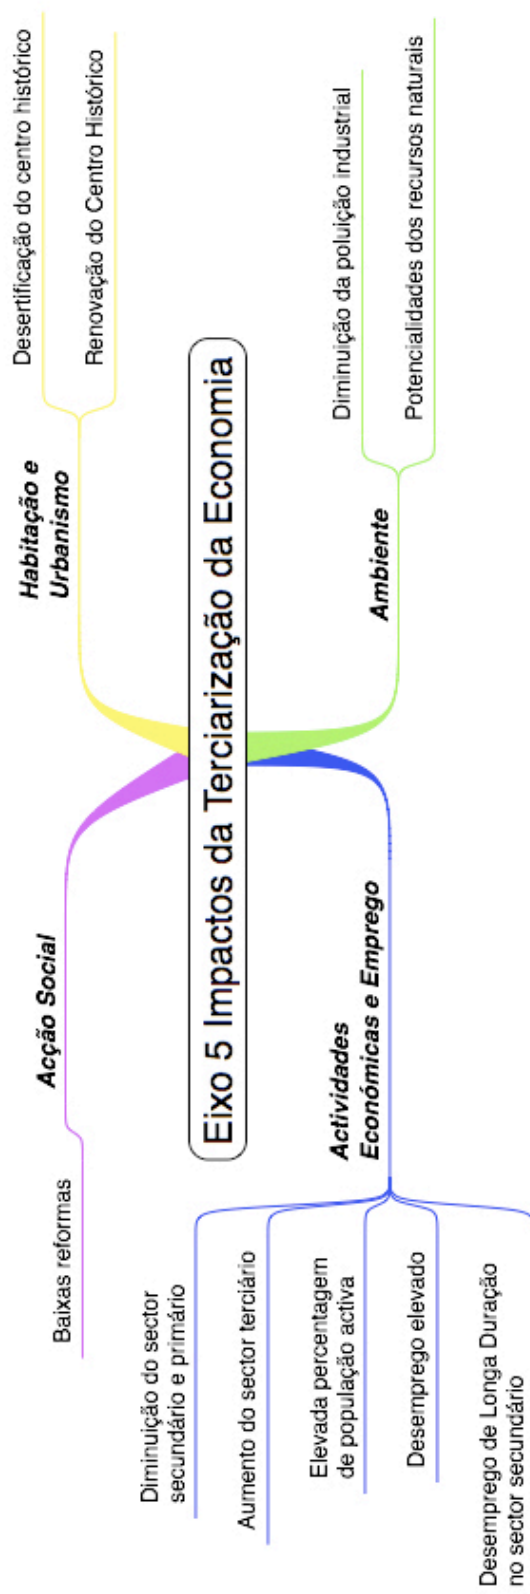 Eixo 5 Impactos da Terciarização da Economia
Acção Social
Baixas reformas
Habitação e
Urbanismo
Desertificação do centro histórico
Renovação do Centro Histórico
Actividades
Económicas e Emprego
Diminuição do sector
secundário e primário
Aumento do sector terciário
Elevada percentagem
de população activa
Desemprego elevado
Desemprego de Longa Duração
no sector secundário
Ambiente
Diminuição da poluição industrial
Potencialidades dos recursos naturais